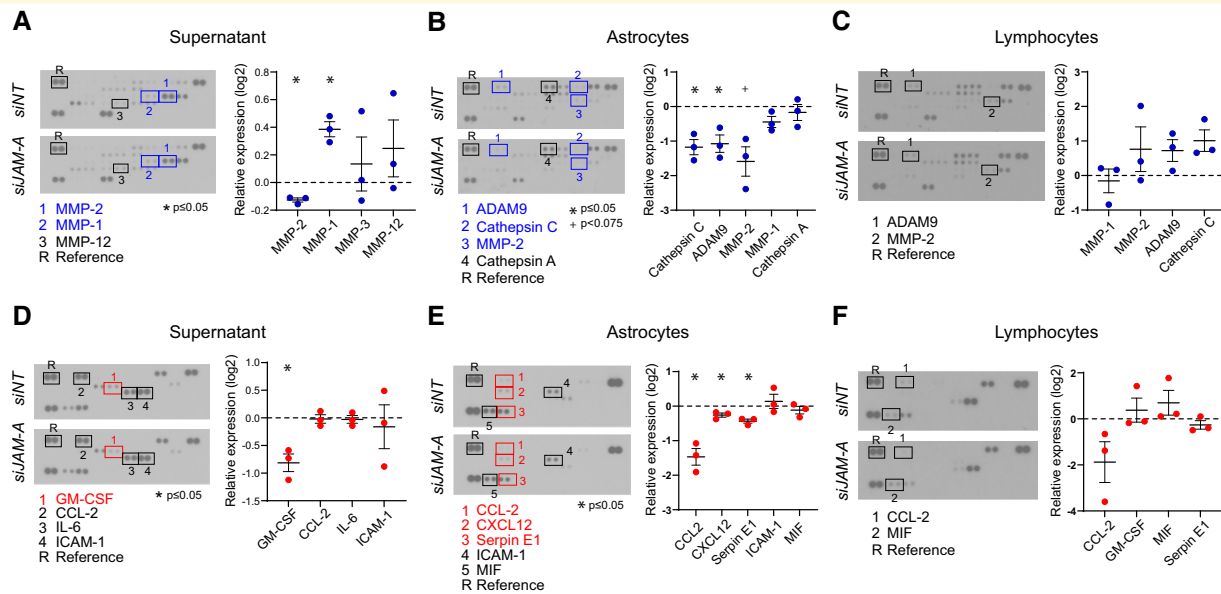 A
Supernatant
R
1
2
3
siNT
R
1
2
3
siJAM-A
1 MMP-2
2 MMP-1
3 MMP-12
R Reference
* p≤0.05
Relative expression (log2)
0.8
0.6
0.4
0.2
0.0
-0.2
* *
MMP-2
MMP-1
MMP-3
MMP-12
B
Astrocytes
R
1
2
4
3
siNT
1
2
4
3
siJAM-A
1 ADAM9
2 Cathepsin C
3 MMP-2
4 Cathepsin A
R Reference
* p≤0.05
+ p<0.075
Relative expression (log2)
1
0
-1
-2
-3
* * +
Cathepsin C
ADAM9
MMP-2
MMP-1
Cathepsin A
C
Lymphocytes
R
1
2
siNT
R
1
2
siJAM-A
1 ADAM9
2 MMP-2
R Reference
Relative expression (log2)
3
2
1
0
-1
MMP-1
MMP-2
ADAM9
Cathepsin C
D
Supernatant
R
2
1
3 4
siNT
R
2
1
3 4
siJAM-A
1 GM-CSF
2 CCL-2
3 IL-6
4 ICAM-1
R Reference
* p≤0.05
Relative expression (log2)
1.0
0.5
0.0
-0.5
-1.0
-1.5
*
GM-CSF
CCL-2
IL-6
ICAM-1
E
Astrocytes
R
1
2
4
3
5
siNT
R
1
2
4
3
5
siJAM-A
1 CCL-2
2 CXCL12
3 Serpin E1
4 ICAM-1
5 MIF
R Reference
* p≤0.05
Relative expression (log2)
1
0
-1
-2
-3
* * *
CCL2
CXCL12
Serpin E1
ICAM-1
MIF
F
Lymphocytes
R
1
2
siNT
R
1
2
siJAM-A
1 CCL-2
2 MIF
R Reference
Relative expression (log2)
2
0
-2
-4
CCL-2
GM-CSF
MIF
Serpin E1